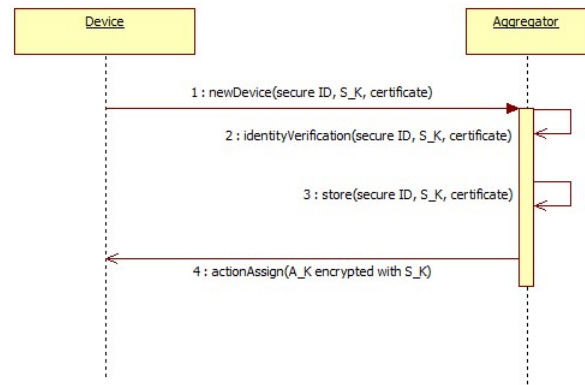 Device
Aggregator
1 : newDevice(secure ID, S_K, certificate)
2 : identityVerification(secure ID, S_K, certificate)
3 : store(secure ID, S_K, certificate)
4 : actionAssign(A_K encrypted with S_K)